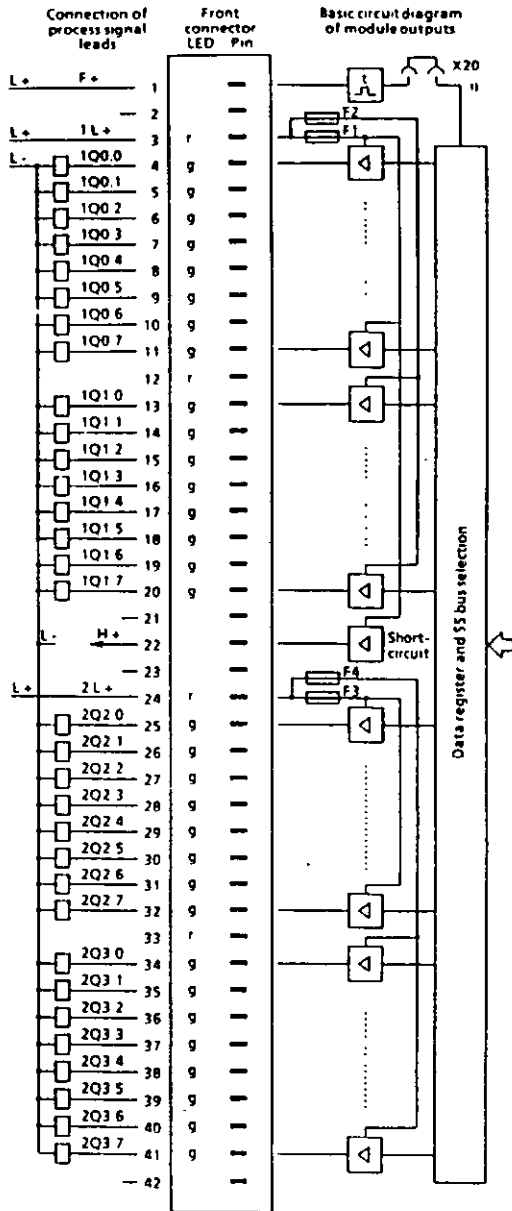 Connection of process signal leads
Front connector
LED Pin
Basic circuit diagram of module outputs
L+ F+ 1
X20
t
1)
2
F2
L+ 1L+ 3 r
F1
L- 1Q0.0 4 g
1Q0.1 5 g
1Q0 2 6 g
1Q0 3 7 g
1Q0 4 8 g
1Q0 5 9 g
1Q0 6 10 g
1Q0 7 11 g
12 r
1Q1 0 13 g
1Q1 1 14 g
1Q1 2 15 g
1Q1 3 16 g
1Q1 4 17 g
1Q1 5 18 g
1Q1 6 19 g
1Q1 7 20 g
21
L- H+ 22
Short-circuit
23
F4
L+ 2L+ 24 r
F3
2Q2 0 25 g
2Q2 1 26 g
2Q2 2 27 g
2Q2 3 28 g
2Q2 4 29 g
2Q2 5 30 g
2Q2 6 31 g
2Q2 7 32 g
33 r
2Q3 0 34 g
2Q3 1 35 g
2Q3 2 36 g
2Q3 3 37 g
2Q3 4 38 g
2Q3 5 39 g
2Q3 6 40 g
2Q3 7 41 g
42
Data register and S5 bus selection